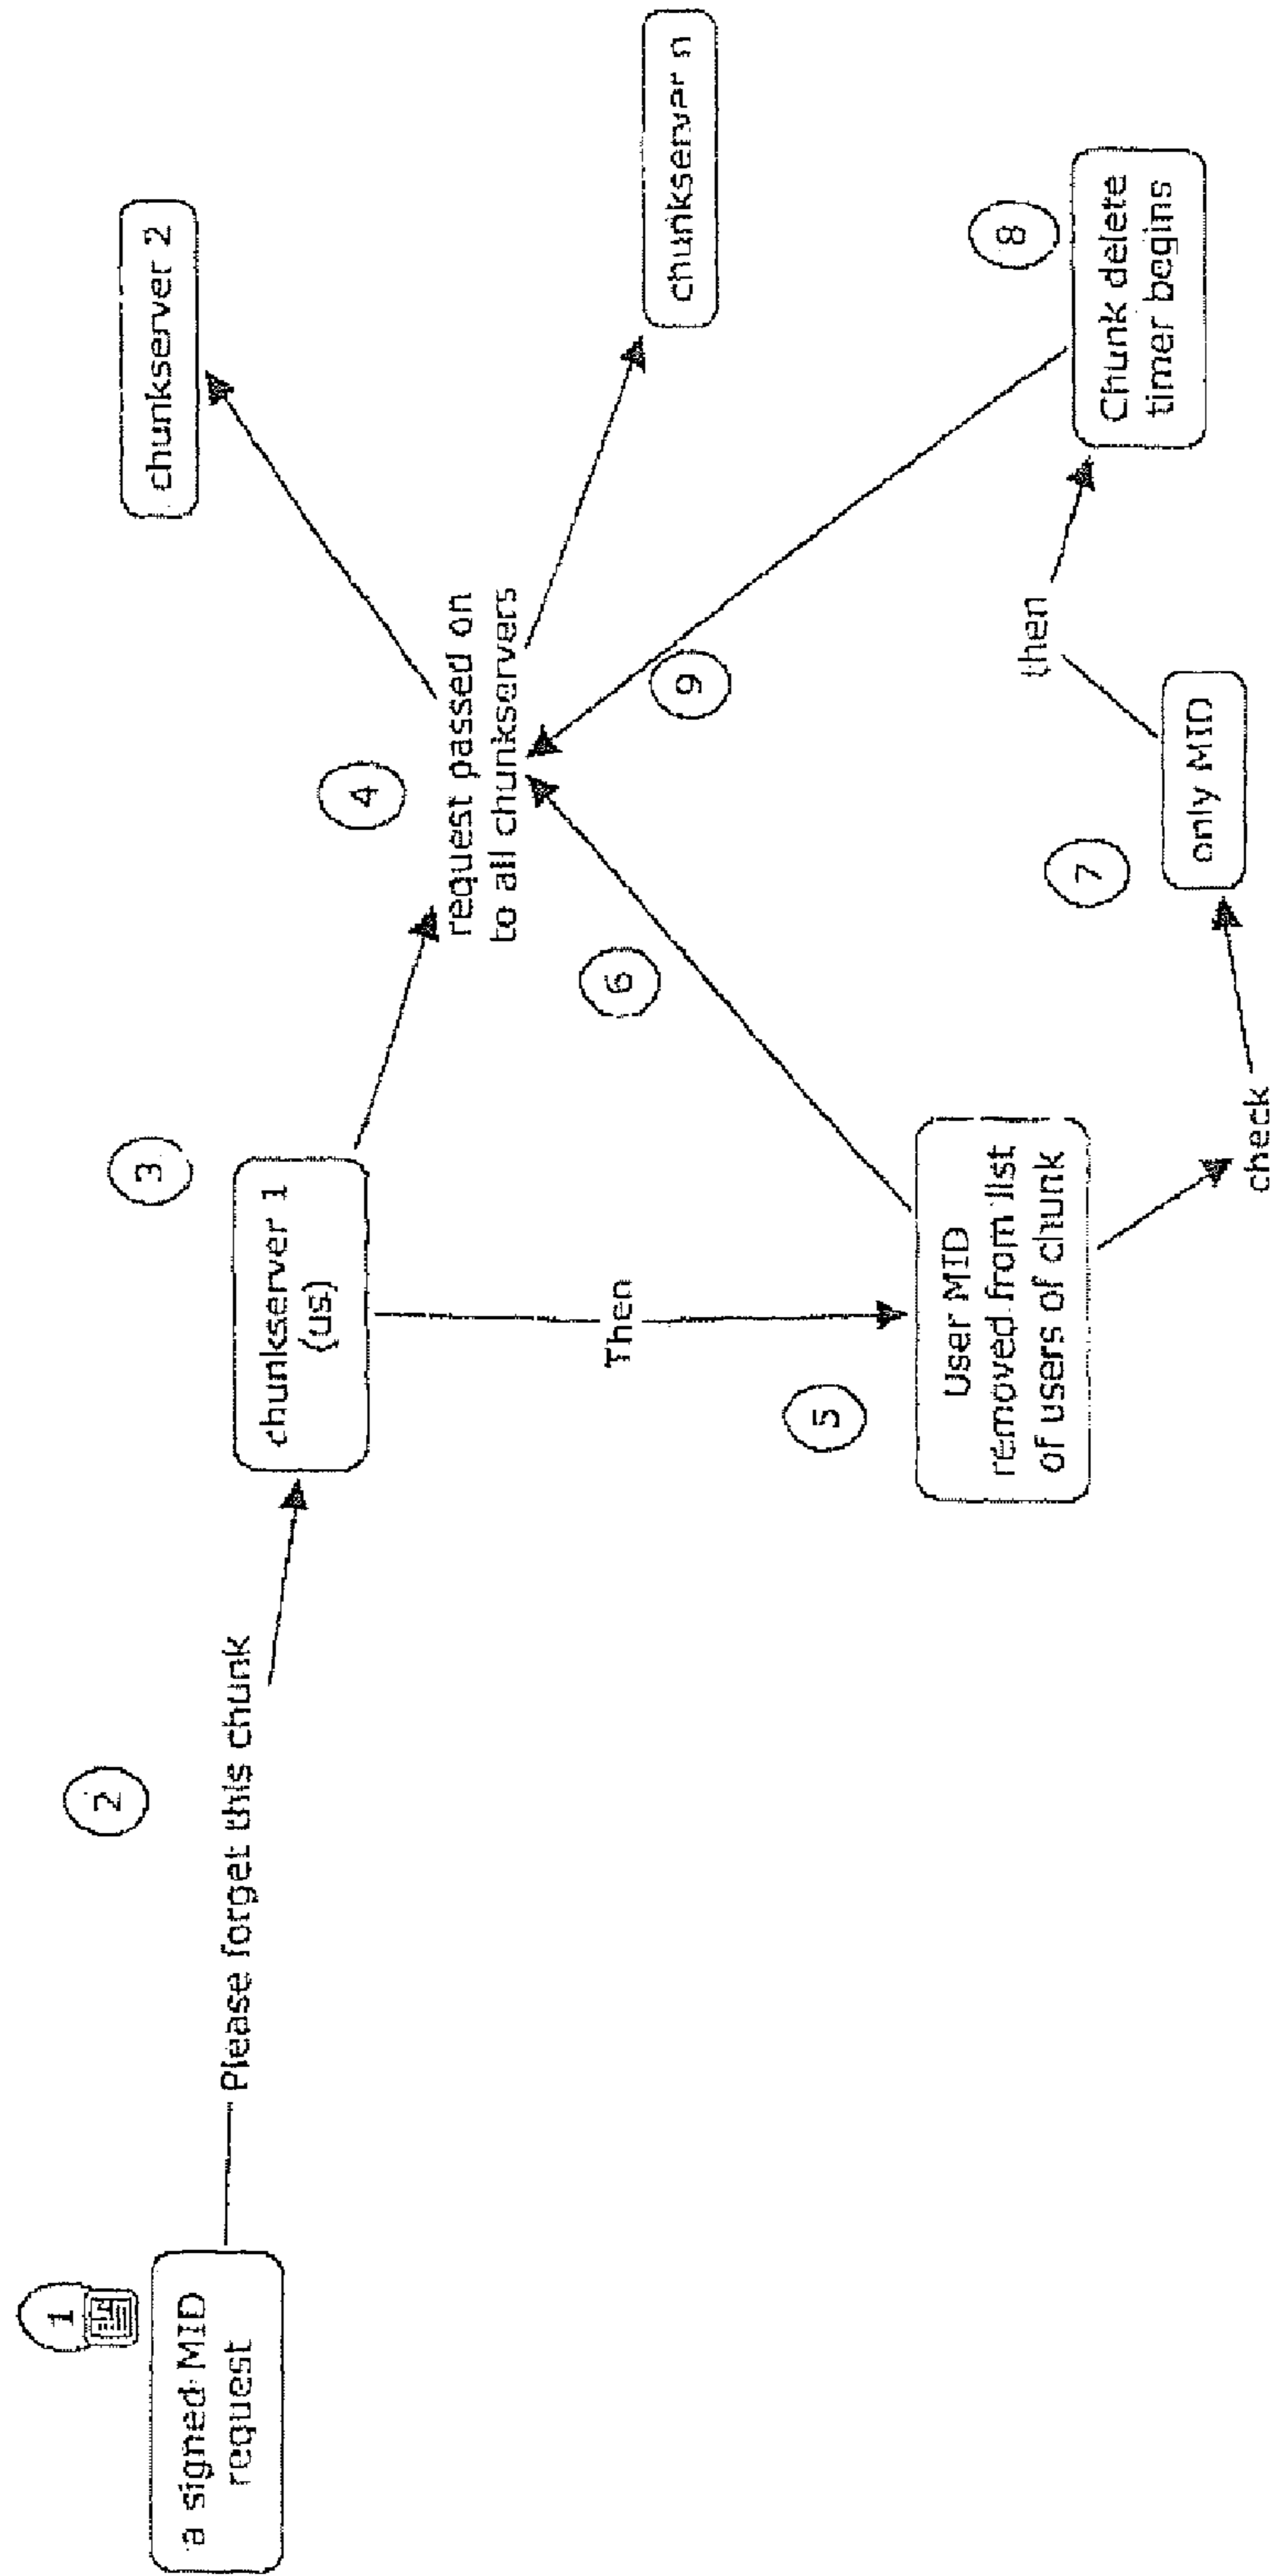 1
a signed MID
request
2
Please forget this chunk
3
chunkserver 1
(us)
4
request passed on
to all chunkservers
chunkserver 2
chunkserver n
Then
5
User MID
removed from list
of users of chunk
6
check
7
only MID
then
8
Chunk delete
timer begins
9